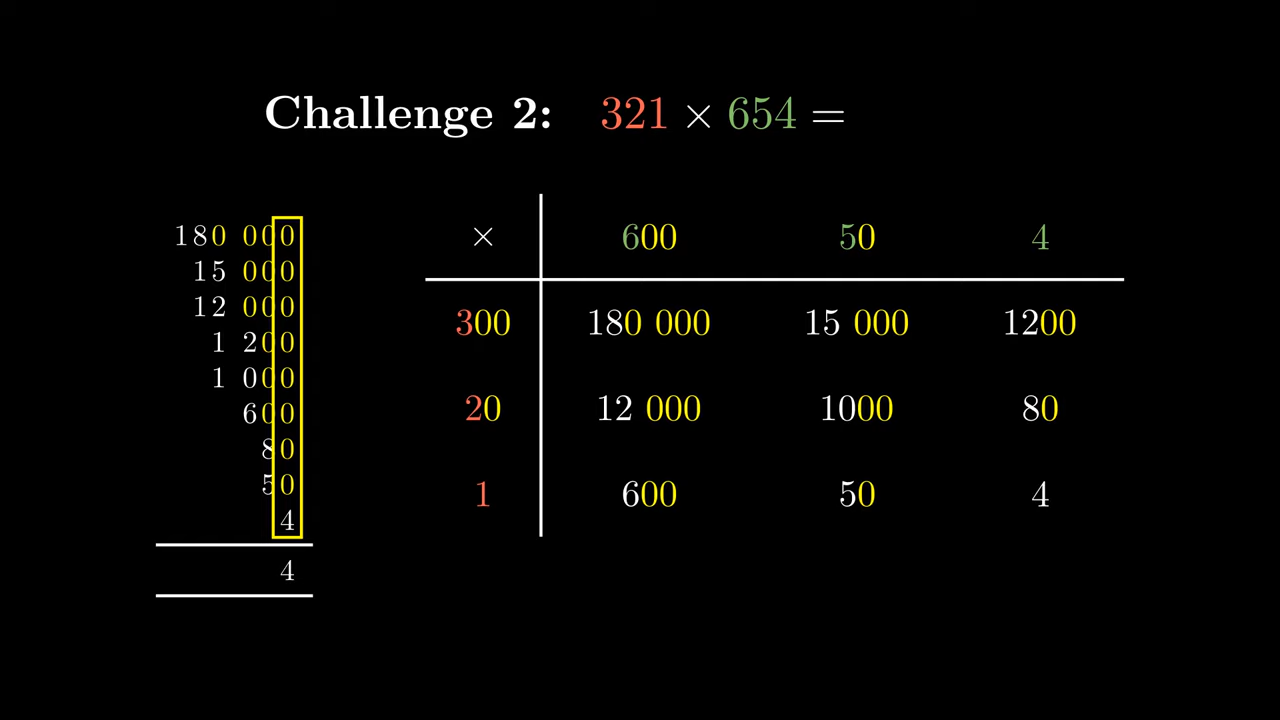 Challenge 2: 321 × 654 =
180 000
15 000
12 000
1 200
1 000
600
80
50
4
4
× 600 50 4
300 180 000 15 000 1200
20 12 000 1000 80
1 600 50 4